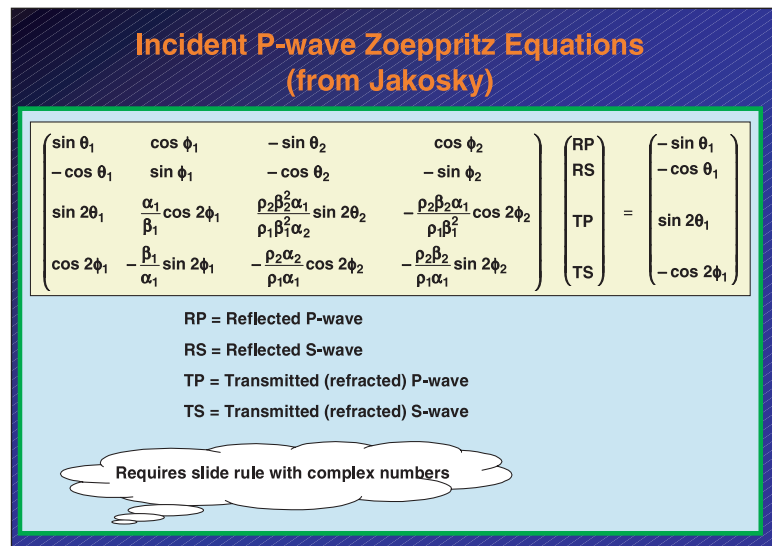 Incident P-wave Zoeppritz Equations
(from Jakosky)
sin θ₁ cos φ₁ – sin θ₂ cos φ₂ RP – sin θ₁
– cos θ₁ sin φ₁ – cos θ₂ – sin φ₂ RS – cos θ₁
sin 2θ₁ α₁/β₁ cos 2φ₁ ρ₂β₂²α₁/ρ₁β₁²α₂ sin 2θ₂ – ρ₂β₂α₁/ρ₁β₁² cos 2φ₂ TP = sin 2θ₁
cos 2φ₁ – β₁/α₁ sin 2φ₁ – ρ₂α₂/ρ₁α₁ cos 2φ₂ – ρ₂β₂/ρ₁α₁ sin 2φ₂ TS – cos 2φ₁
RP = Reflected P-wave
RS = Reflected S-wave
TP = Transmitted (refracted) P-wave
TS = Transmitted (refracted) S-wave
Requires slide rule with complex numbers